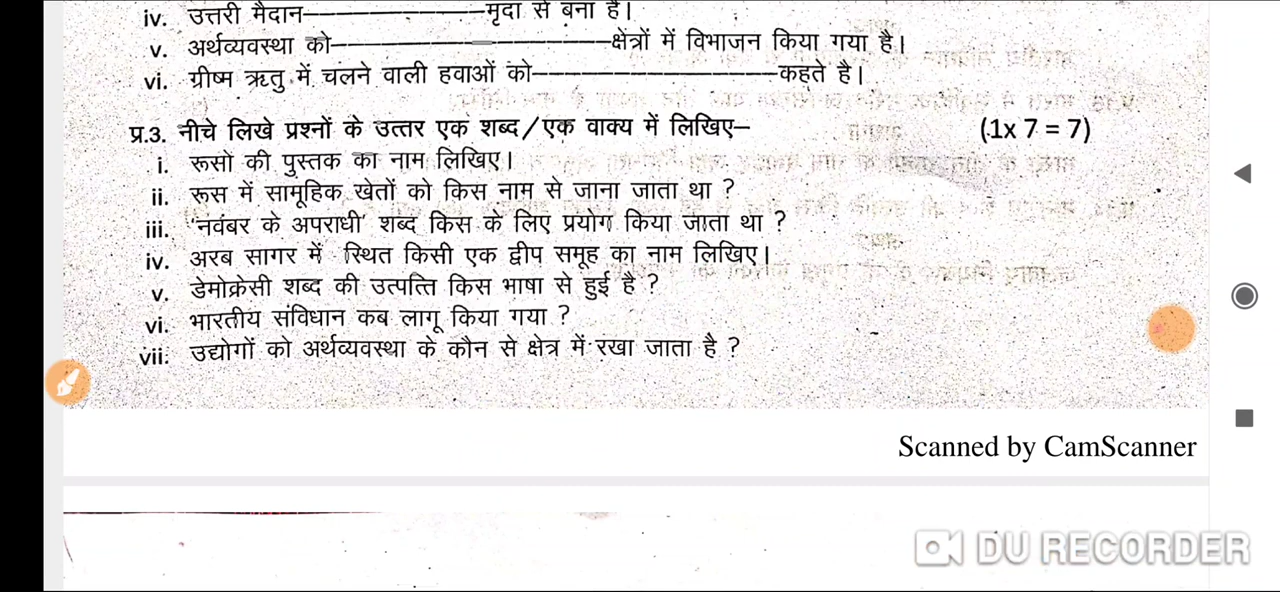 iv. उत्तरी मैदान——————————मृदा से बना है।
v. अर्थव्यवस्था को————————————————क्षेत्रों में विभाजन किया गया है।
vi. ग्रीष्म ऋतु में चलने वाली हवाओं को——————————————कहते है।
प्र.3. नीचे लिखे प्रश्नों के उत्तर एक शब्द/एक वाक्य में लिखिए— (1x 7 = 7)
i. रूसो की पुस्तक का नाम लिखिए।
ii. रूस में सामूहिक खेतों को किस नाम से जाना जाता था ?
iii. 'नवंबर के अपराधी' शब्द किस के लिए प्रयोग किया जाता था ?
iv. अरब सागर में स्थित किसी एक द्वीप समूह का नाम लिखिए।
v. डेमोक्रेसी शब्द की उत्पत्ति किस भाषा से हुई है ?
vi. भारतीय संविधान कब लागू किया गया ?
vii. उद्योगों को अर्थव्यवस्था के कौन से क्षेत्र में रखा जाता है ?
Scanned by CamScanner
DU RECORDER